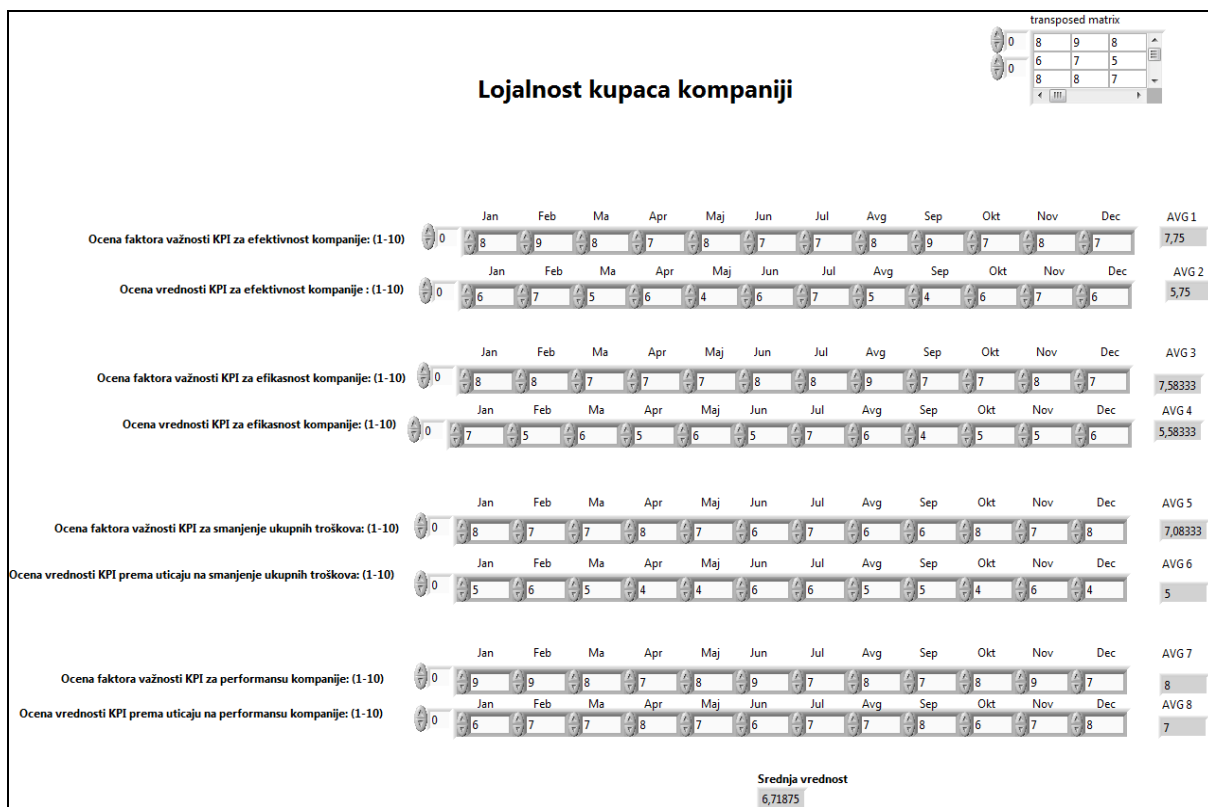 transposed matrix
0 8 9 8
0 6 7 5
8 8 7
Lojalnost kupaca kompaniji
Jan Feb Ma Apr Maj Jun Jul Avg Sep Okt Nov Dec AVG 1
Ocena faktora važnosti KPI za efektivnost kompanije: (1-10) 0 8 9 8 7 8 7 7 8 9 7 8 7 7,75
Jan Feb Ma Apr Maj Jun Jul Avg Sep Okt Nov Dec AVG 2
Ocena vrednosti KPI za efektivnost kompanije : (1-10) 0 6 7 5 6 4 6 7 5 4 6 7 6 5,75
Jan Feb Ma Apr Maj Jun Jul Avg Sep Okt Nov Dec AVG 3
Ocena faktora važnosti KPI za efikasnost kompanije: (1-10) 0 8 8 7 7 7 8 8 9 7 7 8 7 7,58333
Jan Feb Ma Apr Maj Jun Jul Avg Sep Okt Nov Dec AVG 4
Ocena vrednosti KPI za efikasnost kompanije: (1-10) 0 7 5 6 5 6 5 7 6 4 5 5 6 5,58333
Jan Feb Ma Apr Maj Jun Jul Avg Sep Okt Nov Dec AVG 5
Ocena faktora važnosti KPI za smanjenje ukupnih troškova: (1-10) 0 8 7 7 8 7 6 7 6 6 8 7 8 7,08333
Jan Feb Ma Apr Maj Jun Jul Avg Sep Okt Nov Dec AVG 6
Ocena vrednosti KPI prema uticaju na smanjenje ukupnih troškova: (1-10) 0 5 6 5 4 4 6 6 5 5 4 6 4 5
Jan Feb Ma Apr Maj Jun Jul Avg Sep Okt Nov Dec AVG 7
Ocena faktora važnosti KPI za performansu kompanije: (1-10) 0 9 9 8 7 8 9 7 8 7 8 9 7 8
Jan Feb Ma Apr Maj Jun Jul Avg Sep Okt Nov Dec AVG 8
Ocena vrednosti KPI prema uticaju na performansu kompanije: (1-10) 0 6 7 7 8 7 6 7 7 8 6 7 8 7
Srednja vrednost
6,71875